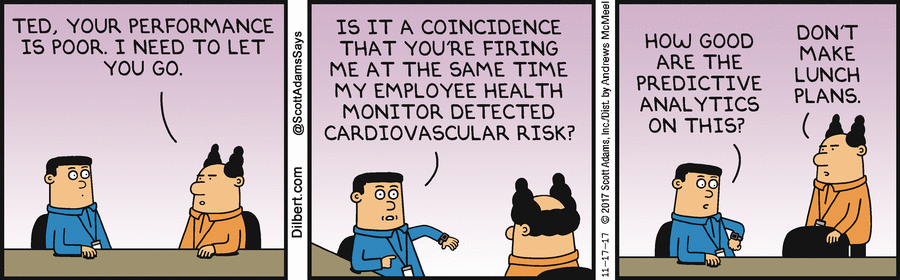 TED, YOUR PERFORMANCE
IS POOR. I NEED TO LET
YOU GO.
Dilbert.com @ScottAdamsSays
IS IT A COINCIDENCE
THAT YOU'RE FIRING
ME AT THE SAME TIME
MY EMPLOYEE HEALTH
MONITOR DETECTED
CARDIOVASCULAR RISK?
11-17-17 © 2017 Scott Adams, Inc./Dist. by Andrews McMeel
HOW GOOD
ARE THE
PREDICTIVE
ANALYTICS
ON THIS?
DON'T
MAKE
LUNCH
PLANS.